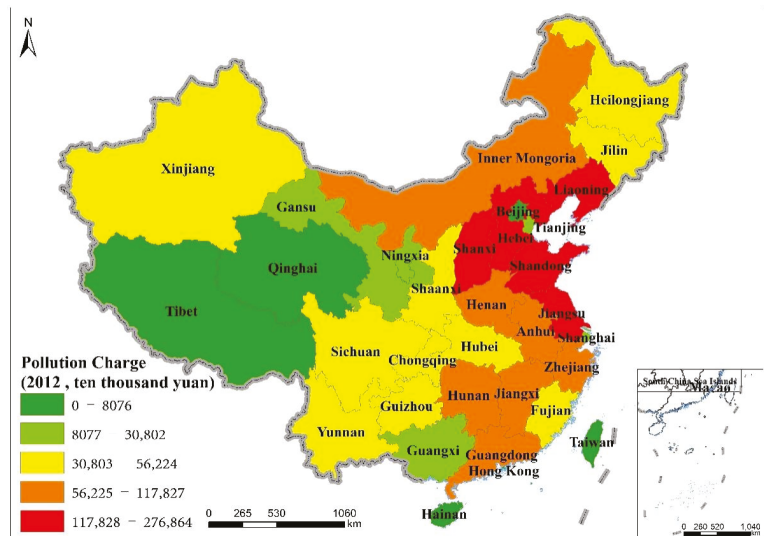 N
Heilongjiang
Jilin
Xinjiang
Inner Mongoria
Liaoning
Gansu
Beijing
Tianjing
Hebei
Ningxia
Shanxi
Qinghai
Shandong
Shaanxi
Tibet
Henan
Jiangsu
Anhui
Shanghai
Hubei
Sichuan
Chongqing
Zhejiang
Pollution Charge
(2012 , ten thousand yuan)
0 - 8076
8077 30,802
30,803 56,224
56,225 - 117,827
117,828 - 276,864
Hunan
Jiangxi
Guizhou
Fujian
Yunnan
Guangxi
Guangdong
Taiwan
Hong Kong
Hainan
0 265 530 1060
km
South China Sea Islands
Macao
0 260 520 1,040
km